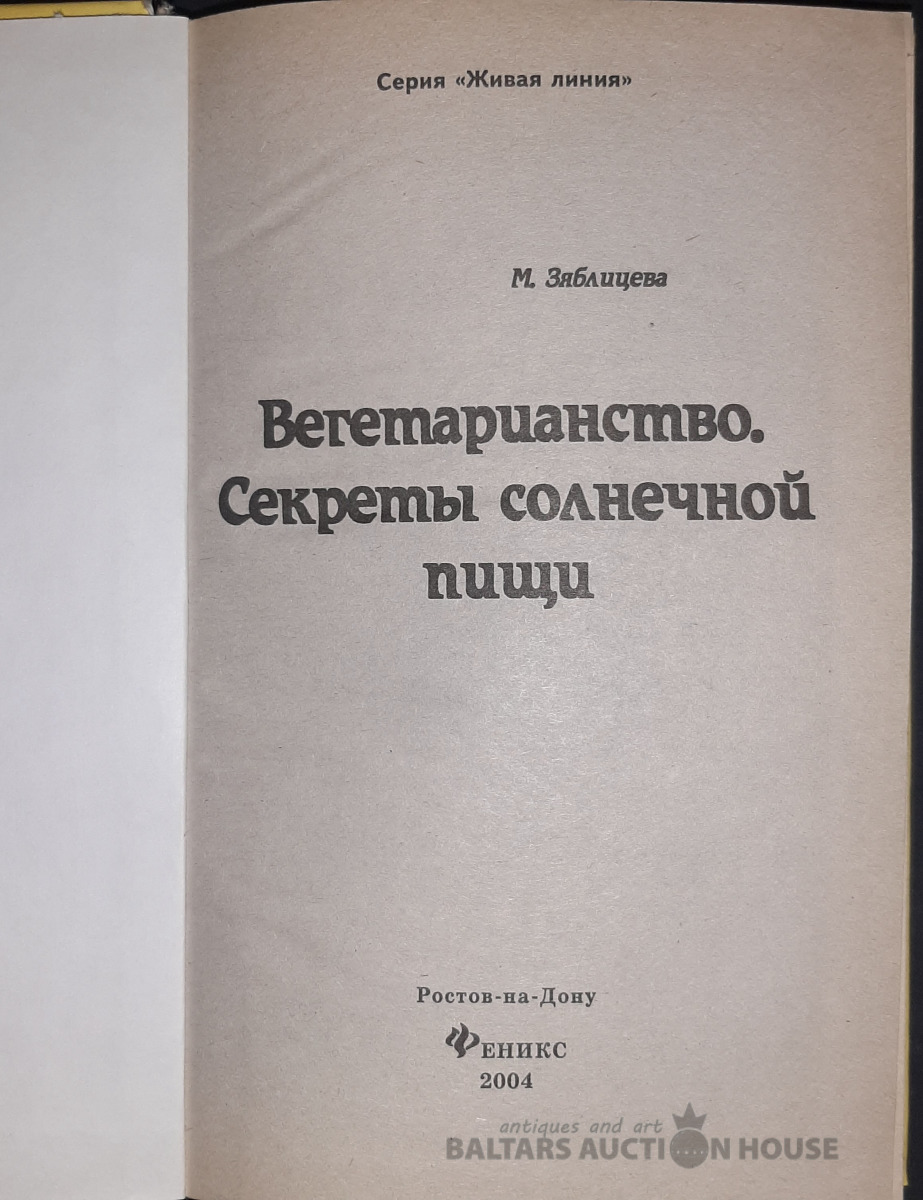 Серия «Живая линия»
М. Зяблицева
Вегетарианство.
Секреты солнечной
пищи
Ростов-на-Дону
Феникс
2004
antiques and art
BALTARS AUCTION HOUSE